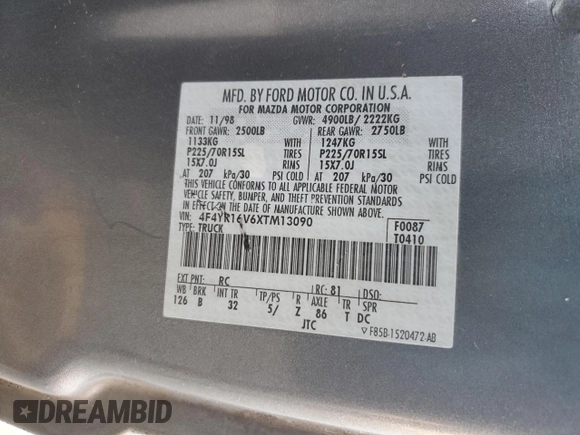 MFD. BY FORD MOTOR CO. IN U.S.A.
FOR MAZDA MOTOR CORPORATION
DATE: 11/98 GVWR: 4900LB/ 2222KG
FRONT GAWR: 2500LB REAR GAWR: 2750LB
1133KG WITH 1247KG WITH
P225/70R15SL TIRES P225/70R15SL TIRES
15X7.0J RIMS 15X7.0J RIMS
AT 207 kPa/30 PSI COLD AT 207 kPa/30 PSI COLD
THIS VEHICLE CONFORMS TO ALL APPLICABLE FEDERAL MOTOR
VEHICLE SAFETY, BUMPER, AND THEFT PREVENTION STANDARDS
IN EFFECT ON THE DATE OF MANUFACTURE SHOWN ABOVE.
VIN: 4F4YR16V6XTM13090 F0087
TYPE: TRUCK T0410
EXT PNT: RC RC: 81 DSO:
WB BRK INT TR TP/PS R AXLE TR SPR
126 B 32 5/ Z 86 T DC
JTC ▽ F85B-1520472-AB
DREAMBID